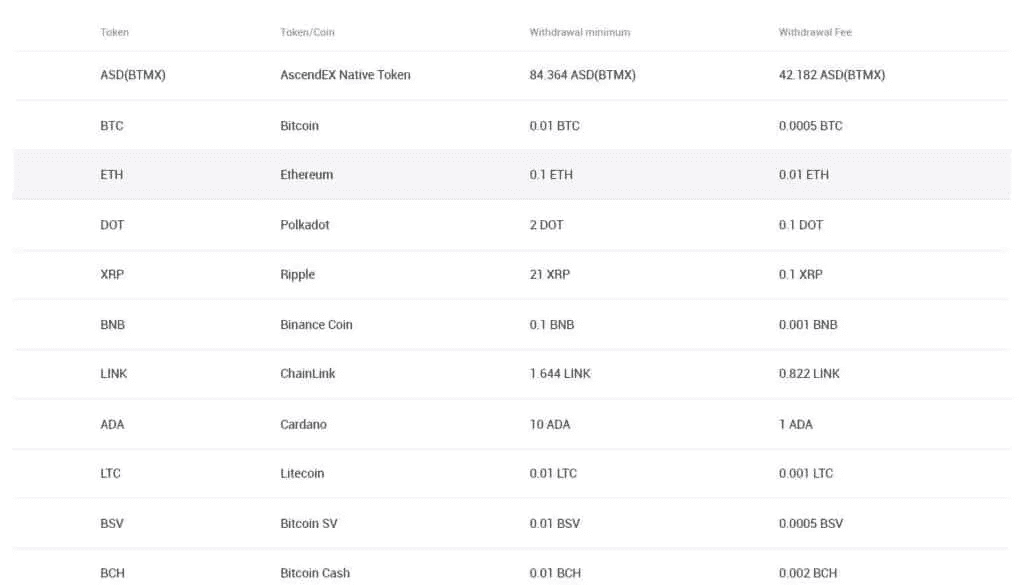 Token Token/Coin Withdrawal minimum Withdrawal Fee
ASD(BTMX) AscendEX Native Token 84.364 ASD(BTMX) 42.182 ASD(BTMX)
BTC Bitcoin 0.01 BTC 0.0005 BTC
ETH Ethereum 0.1 ETH 0.01 ETH
DOT Polkadot 2 DOT 0.1 DOT
XRP Ripple 21 XRP 0.1 XRP
BNB Binance Coin 0.1 BNB 0.001 BNB
LINK ChainLink 1.644 LINK 0.822 LINK
ADA Cardano 10 ADA 1 ADA
LTC Litecoin 0.01 LTC 0.001 LTC
BSV Bitcoin SV 0.01 BSV 0.0005 BSV
BCH Bitcoin Cash 0.01 BCH 0.002 BCH